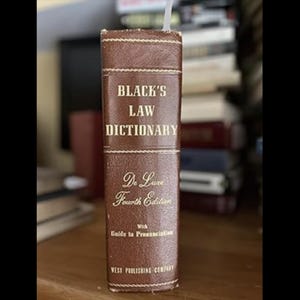 BLACK'S
LAW
DICTIONARY
De Luxe
Fourth Edition
With
Guide to Pronunciation
WEST PUBLISHING COMPANY